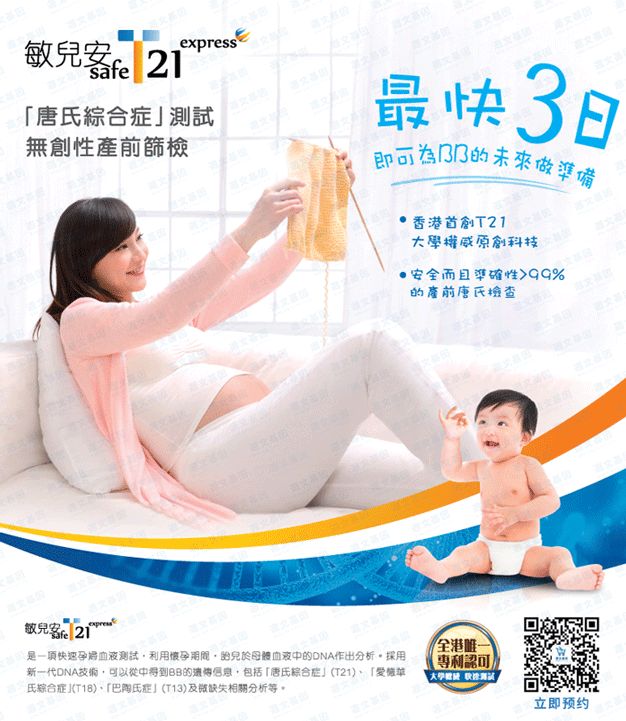 敏兒安 safe T21 express
「唐氏綜合症」測試
無創性產前篩檢
最快3日
即可為BB的未來做準備
• 香港首創T21
大學權威原創科技
• 安全而且準確性>99%
的產前唐氏檢查
敏兒安 safe T21 express
是一項快速孕婦血液測試，利用懷孕期間，胎兒於母體血液中的DNA作出分析。採用
新一代DNA技術，可以從中得到BB的遺傳信息，包括「唐氏綜合症」(T21)、「愛德華
氏綜合症」(T18)、「巴陶氏症」(T13)及微缺失相關分析等。
全港唯一
專利認可
大學權威 快捷測試
立即预约